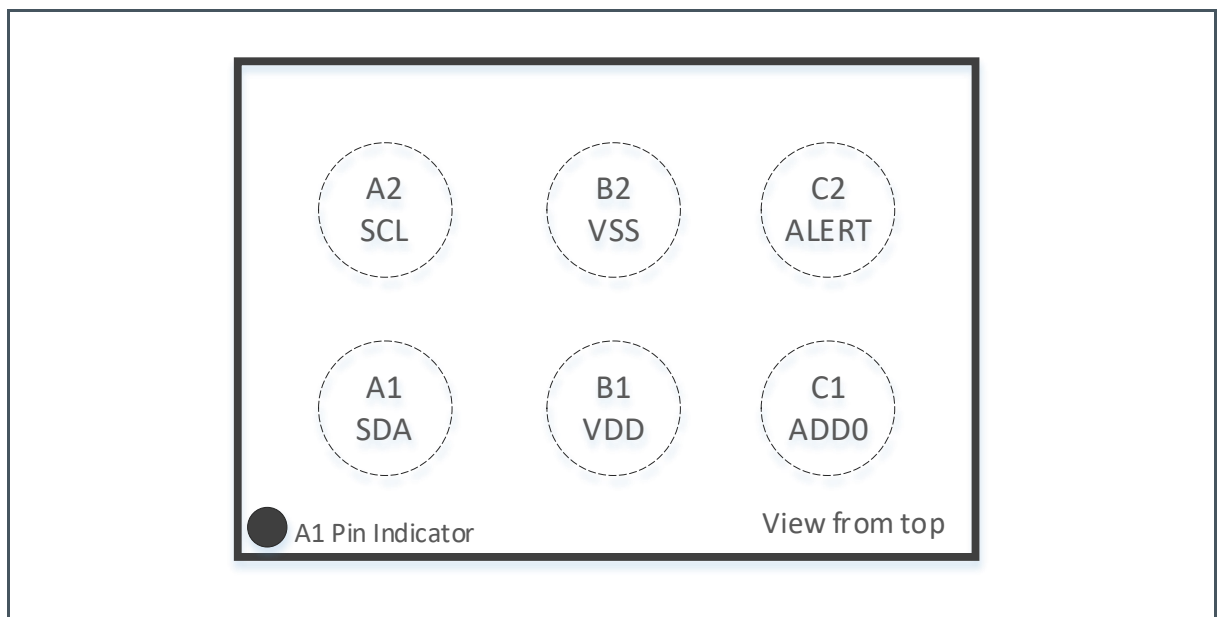 A2
SCL
B2
VSS
C2
ALERT
A1
SDA
B1
VDD
C1
ADD0
A1 Pin Indicator
View from top